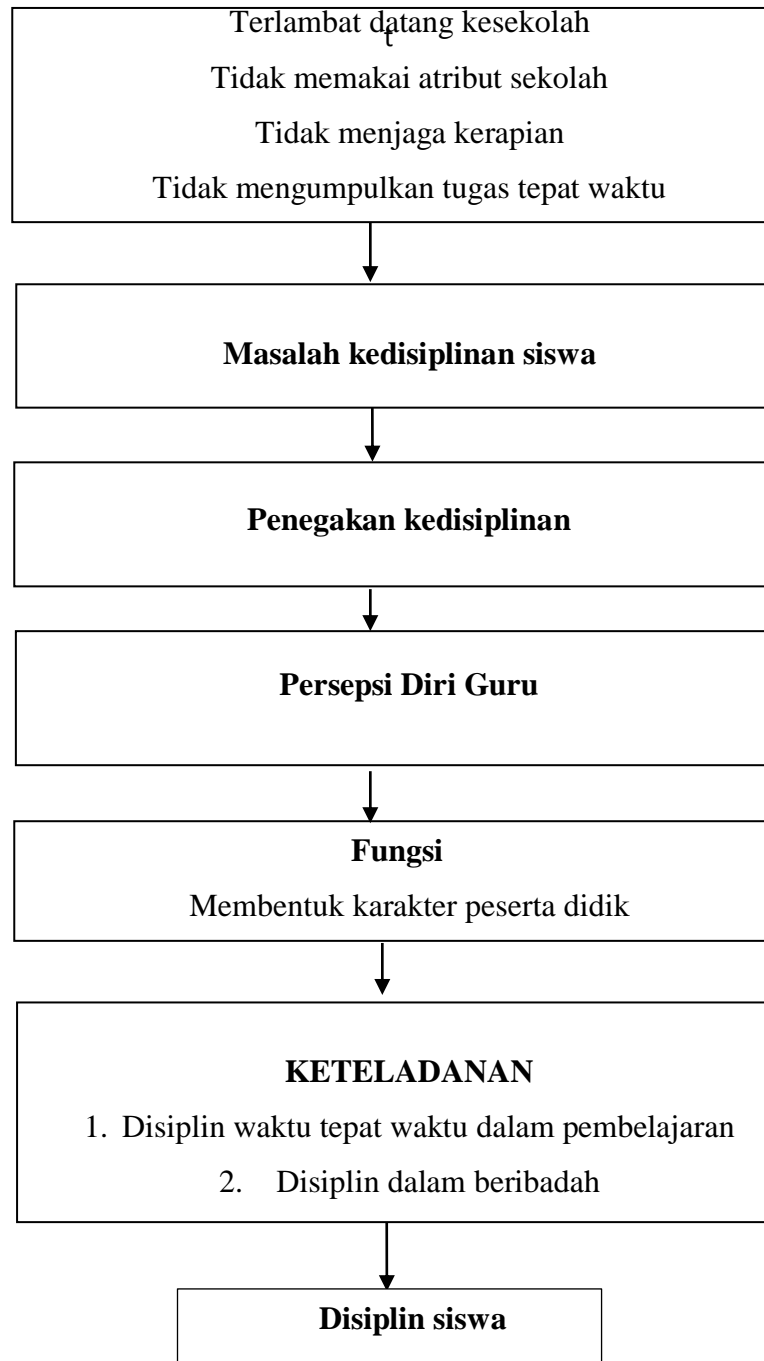 Terlambat datang kesekolah
t
Tidak memakai atribut sekolah
Tidak menjaga kerapian
Tidak mengumpulkan tugas tepat waktu
Masalah kedisiplinan siswa
Penegakan kedisiplinan
Persepsi Diri Guru
Fungsi
Membentuk karakter peserta didik
KETELADANAN
1. Disiplin waktu tepat waktu dalam pembelajaran
2. Disiplin dalam beribadah
Disiplin siswa